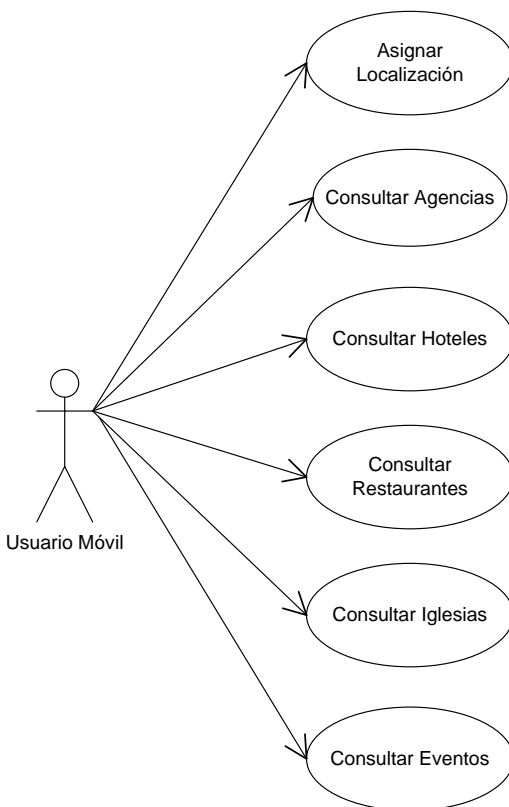 Asignar
Localización
Consultar Agencias
Consultar Hoteles
Consultar
Restaurantes
Usuario Móvil
Consultar Iglesias
Consultar Eventos